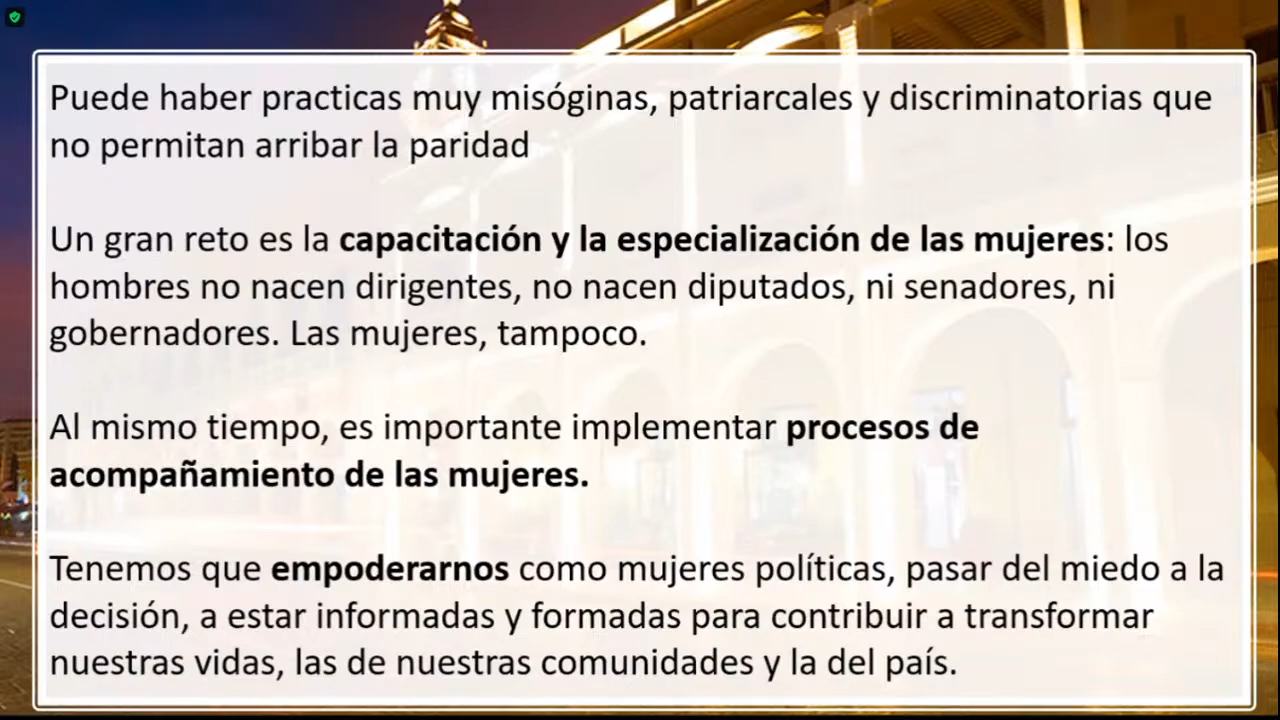 Puede haber practicas muy misóginas, patriarcales y discriminatorias que
no permitan arribar la paridad
Un gran reto es la capacitación y la especialización de las mujeres: los
hombres no nacen dirigentes, no nacen diputados, ni senadores, ni
gobernadores. Las mujeres, tampoco.
Al mismo tiempo, es importante implementar procesos de
acompañamiento de las mujeres.
Tenemos que empoderarnos como mujeres políticas, pasar del miedo a la
decisión, a estar informadas y formadas para contribuir a transformar
nuestras vidas, las de nuestras comunidades y la del país.